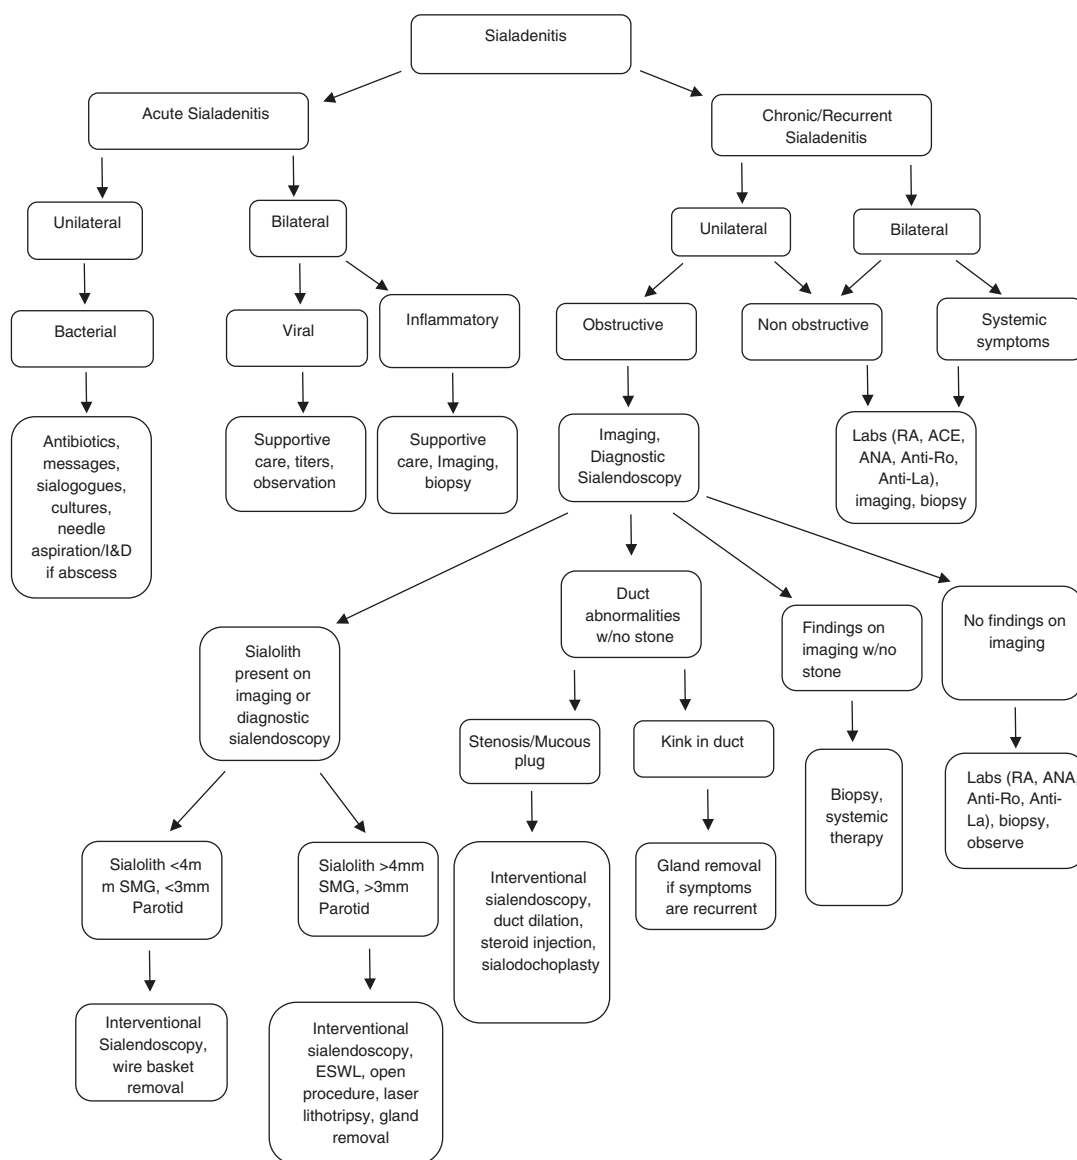 Sialadenitis
Acute Sialadenitis
Chronic/Recurrent
Sialadenitis
Unilateral
Bilateral
Unilateral
Bilateral
Bacterial
Viral
Inflammatory
Obstructive
Non obstructive
Systemic
symptoms
Antibiotics,
messages,
sialogogues,
cultures,
needle
aspiration/I&D
if abscess
Supportive
care, titers,
observation
Supportive
care, Imaging,
biopsy
Imaging,
Diagnostic
Sialendoscopy
Labs (RA, ACE,
ANA, Anti-Ro,
Anti-La),
imaging, biopsy
Sialolith
present on
imaging or
diagnostic
sialendoscopy
Duct
abnormalities
w/no stone
Findings on
imaging w/no
stone
No findings on
imaging
Stenosis/Mucous
plug
Kink in duct
Biopsy,
systemic
therapy
Labs (RA, ANA,
Anti-Ro, Anti-
La), biopsy,
observe
Sialolith <4m
m SMG, <3mm
Parotid
Sialolith >4mm
SMG, >3mm
Parotid
Interventional
sialendoscopy,
duct dilation,
steroid injection,
sialodochoplasty
Gland removal
if symptoms
are recurrent
Interventional
Sialendoscopy,
wire basket
removal
Interventional
sialendoscopy,
ESWL, open
procedure, laser
lithotripsy, gland
removal